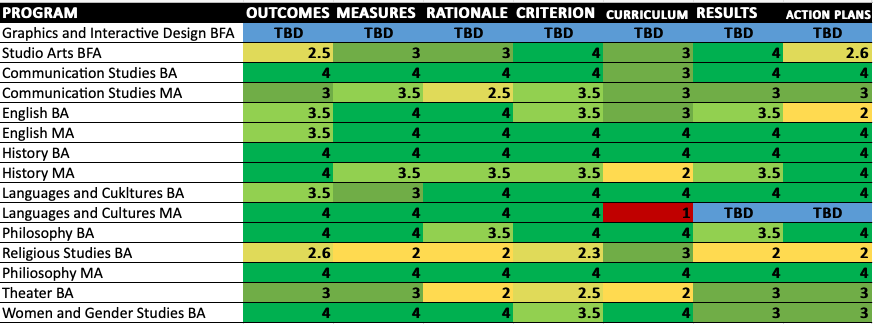 PROGRAM OUTCOMES MEASURES RATIONALE CRITERION CURRICULUM RESULTS ACTION PLANS
Graphics and Interactive Design BFA TBD TBD TBD TBD TBD TBD TBD
Studio Arts BFA 2.5 3 3 4 3 4 2.6
Communication Studies BA 4 4 4 4 3 4 4
Communication Studies MA 3 3.5 2.5 3.5 3 3 3
English BA 3.5 4 4 3.5 3 3.5 2
English MA 3.5 4 4 4 4 4 4
History BA 4 4 4 4 4 4 4
History MA 4 3.5 3.5 3.5 2 3.5 4
Languages and Cukltures BA 3.5 3 4 4 4 4 4
Languages and Cultures MA 4 4 4 4 1 TBD TBD
Philosophy BA 4 4 3.5 4 4 3.5 4
Religious Studies BA 2.6 2 2 2.3 3 2 2
Philiosophy MA 4 4 4 4 4 4 4
Theater BA 3 3 2 2.5 2 3 3
Women and Gender Studies BA 4 4 4 3.5 4 3 3